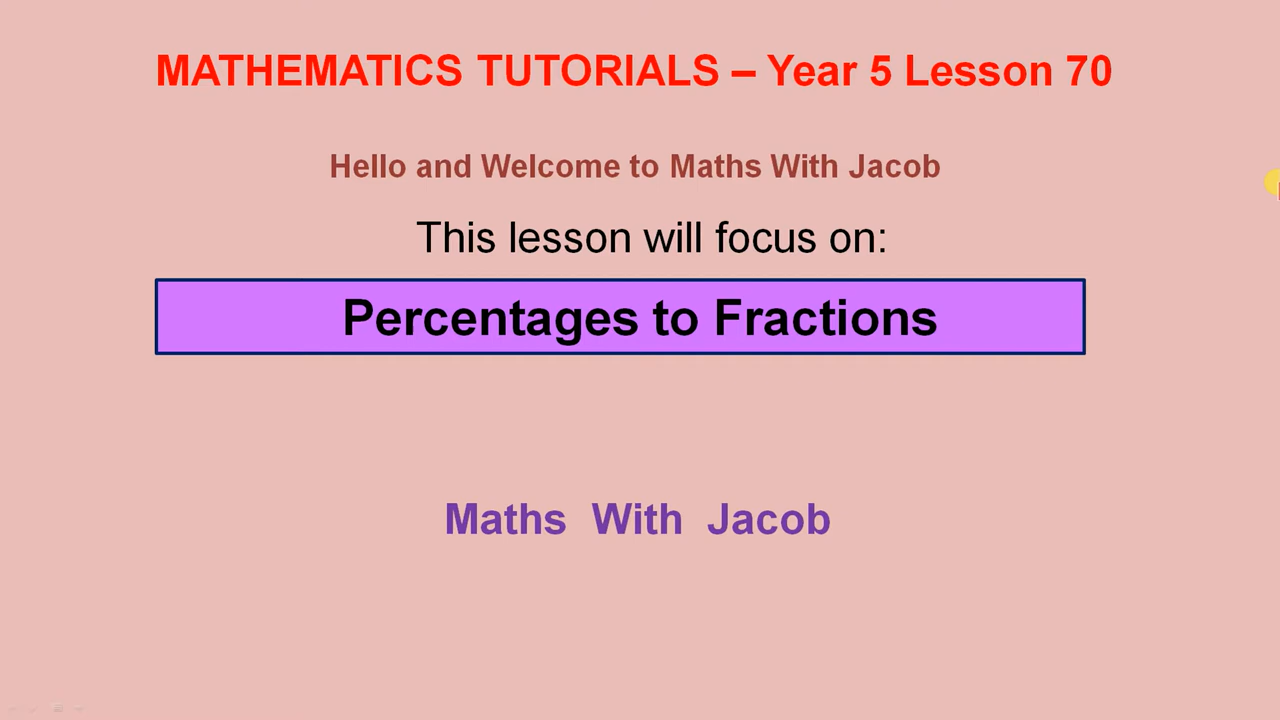 MATHEMATICS TUTORIALS – Year 5 Lesson 70
Hello and Welcome to Maths With Jacob
This lesson will focus on:
Percentages to Fractions
Maths With Jacob